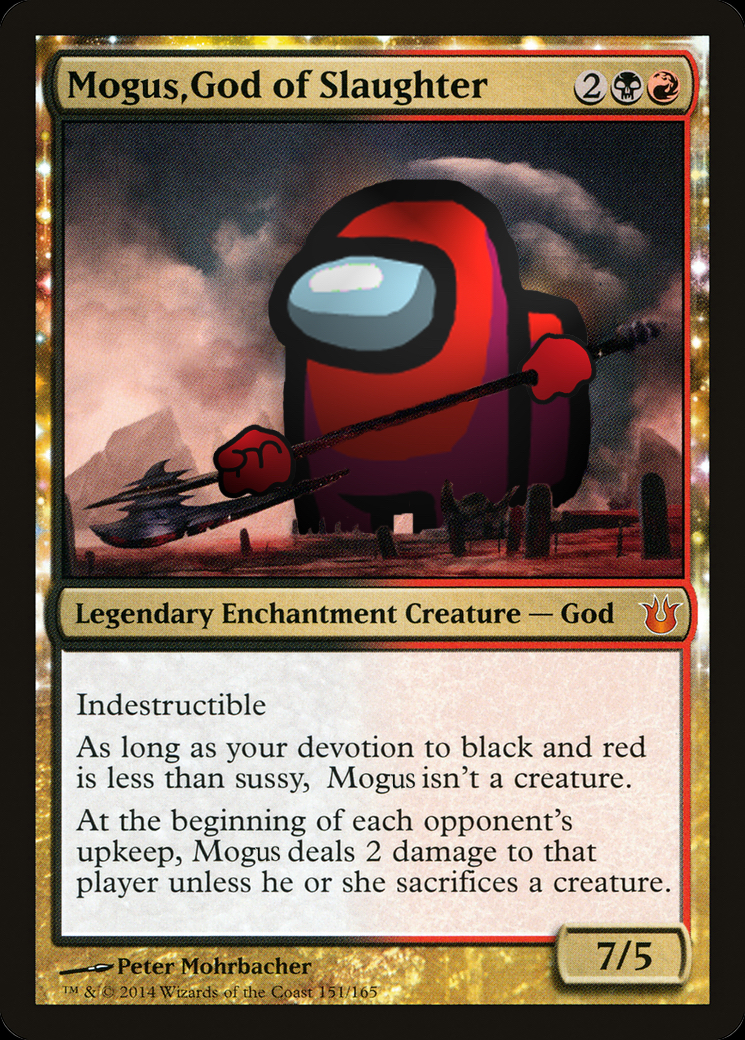 Mogus,God of Slaughter 2
Legendary Enchantment Creature — God
Indestructible
As long as your devotion to black and red
is less than sussy, Mogus isn't a creature.
At the beginning of each opponent's
upkeep, Mogus deals 2 damage to that
player unless he or she sacrifices a creature.
7/5
Peter Mohrbacher
™ & © 2014 Wizards of the Coast 151/165